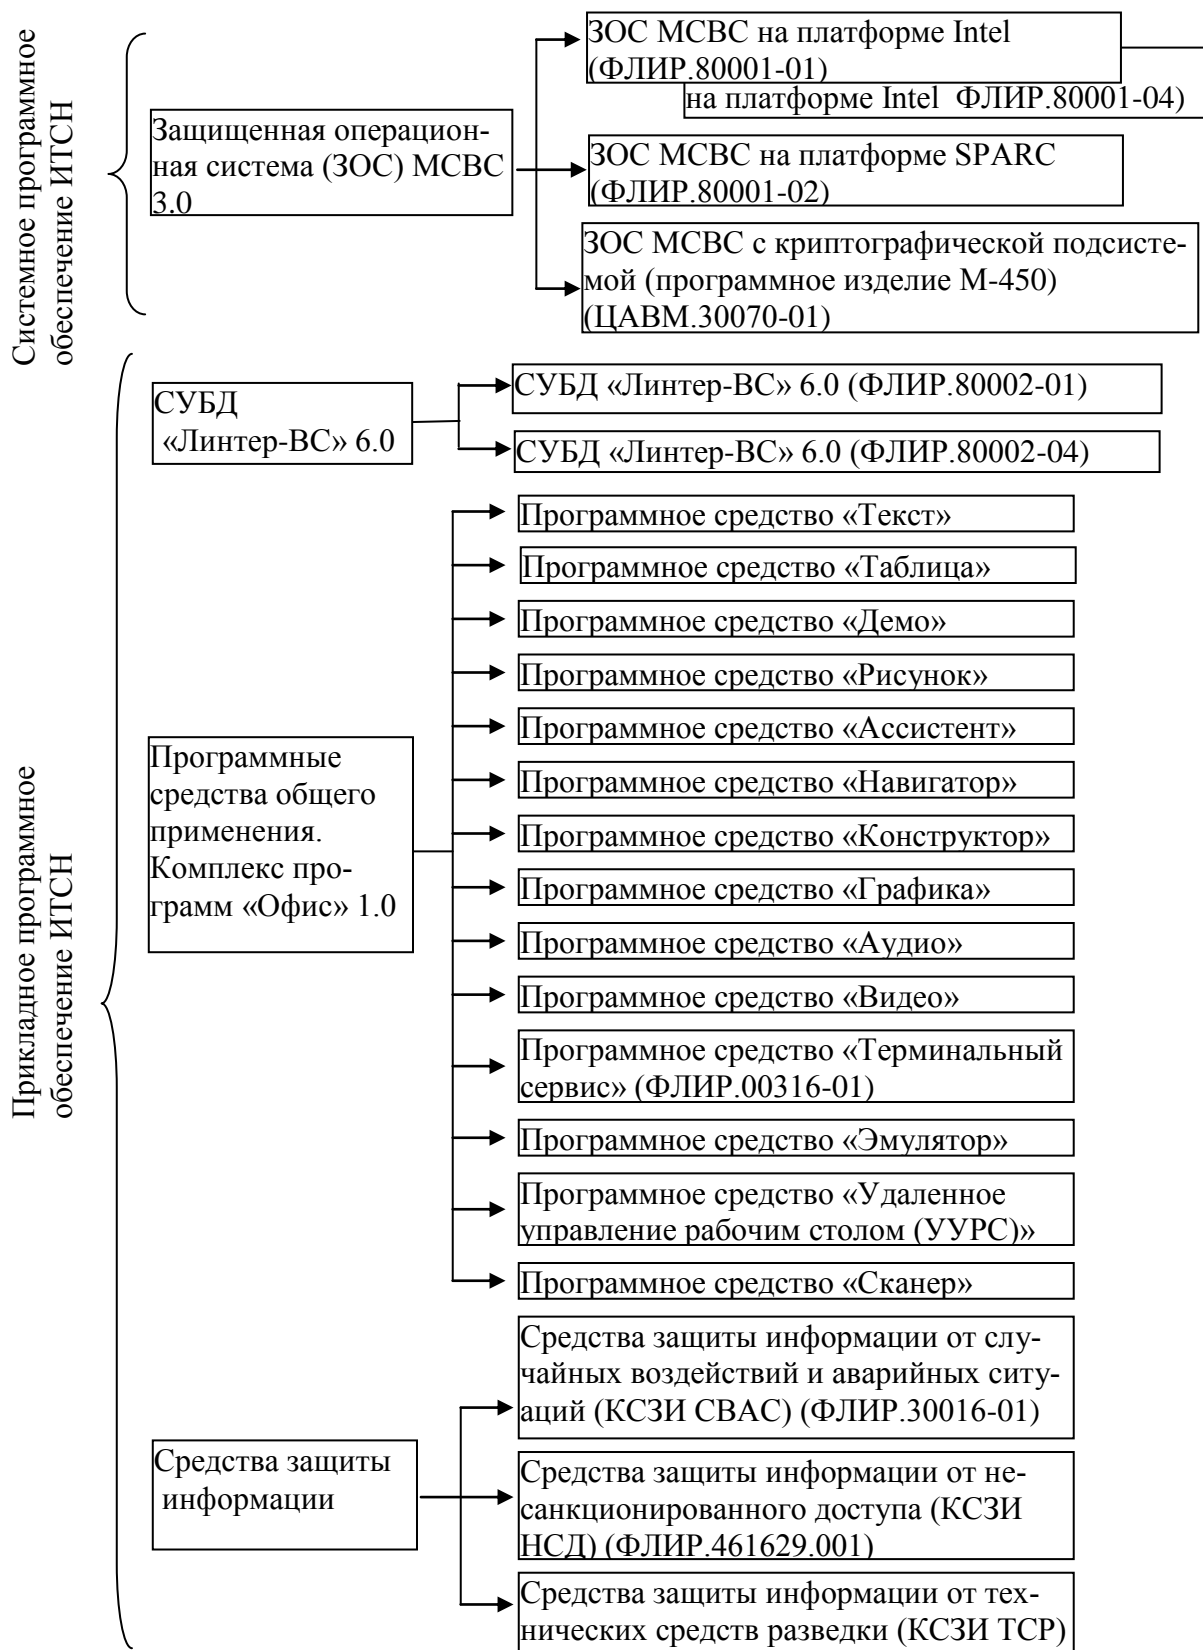 Системное программное
обеспечение ИТСН
Защищенная операцион-
ная система (ЗОС) МСВС
3.0
ЗОС МСВС на платформе Intel
(ФЛИР.80001-01)
на платформе Intel  ФЛИР.80001-04)
ЗОС МСВС на платформе SPARC
(ФЛИР.80001-02)
ЗОС МСВС с криптографической подсисте-
мой (программное изделие М-450)
(ЦАВМ.30070-01)
Прикладное программное
обеспечение ИТСН
СУБД
«Линтер-ВС» 6.0
СУБД «Линтер-ВС» 6.0 (ФЛИР.80002-01)
СУБД «Линтер-ВС» 6.0 (ФЛИР.80002-04)
Программные
средства общего
применения.
Комплекс про-
грамм «Офис» 1.0
Программное средство «Текст»
Программное средство «Таблица»
Программное средство «Демо»
Программное средство «Рисунок»
Программное средство «Ассистент»
Программное средство «Навигатор»
Программное средство «Конструктор»
Программное средство «Графика»
Программное средство «Аудио»
Программное средство «Видео»
Программное средство «Терминальный
сервис» (ФЛИР.00316-01)
Программное средство «Эмулятор»
Программное средство «Удаленное
управление рабочим столом (УУРС)»
Программное средство «Сканер»
Средства защиты
информации
Средства защиты информации от слу-
чайных воздействий и аварийных ситу-
аций (КСЗИ СВАС) (ФЛИР.30016-01)
Средства защиты информации от не-
санкционированного доступа (КСЗИ
НСД) (ФЛИР.461629.001)
Средства защиты информации от тех-
нических средств разведки (КСЗИ ТСР)